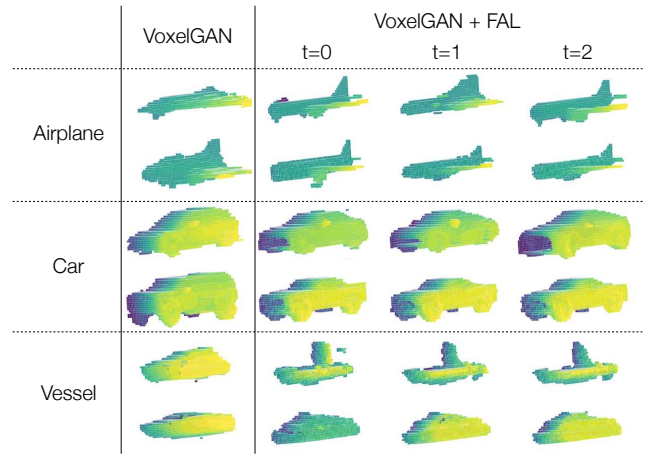 VoxelGAN
VoxelGAN + FAL
t=0
t=1
t=2
Airplane
Car
Vessel